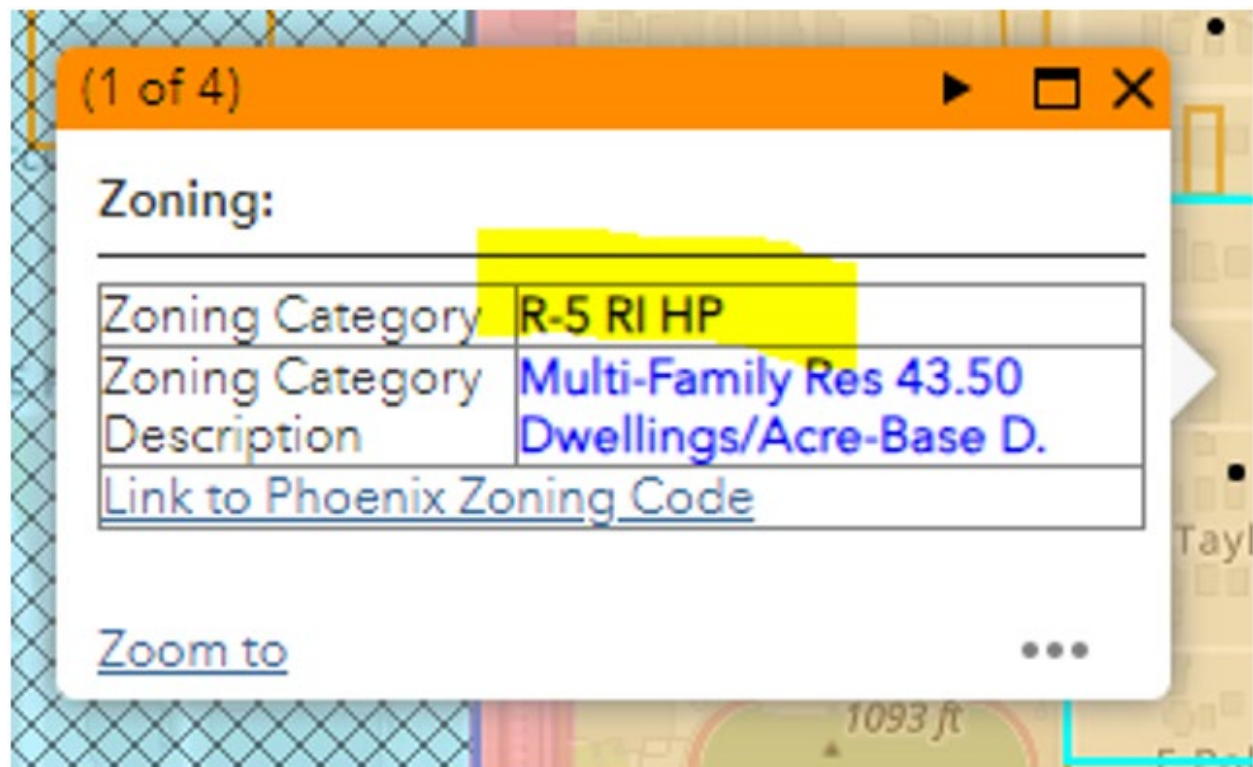 (1 of 4)
Zoning:
Zoning Category R-5 RI HP
Zoning Category Description Multi-Family Res 43.50 Dwellings/Acre-Base D.
Link to Phoenix Zoning Code
Tayl
Zoom to
1093 ft